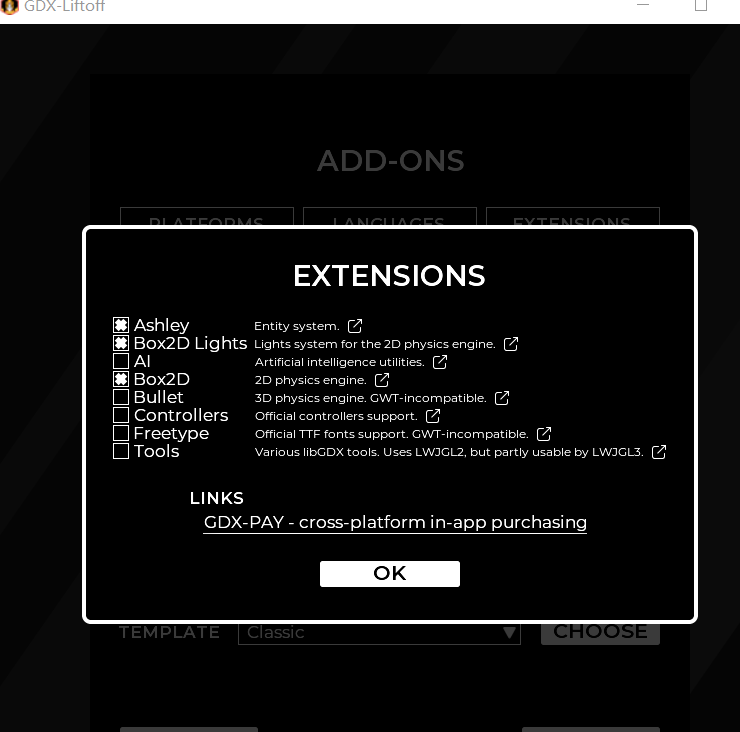 GDX-Liftoff
ADD-ONS
PLATFORMS LANGUAGES EXTENSIONS
EXTENSIONS
Ashley Entity system.
Box2D Lights Lights system for the 2D physics engine.
AI Artificial intelligence utilities.
Box2D 2D physics engine.
Bullet 3D physics engine. GWT-incompatible.
Controllers Official controllers support.
Freetype Official TTF fonts support. GWT-incompatible.
Tools Various libGDX tools. Uses LWJGL2, but partly usable by LWJGL3.
LINKS
GDX-PAY - cross-platform in-app purchasing
OK
TEMPLATE Classic CHOOSE